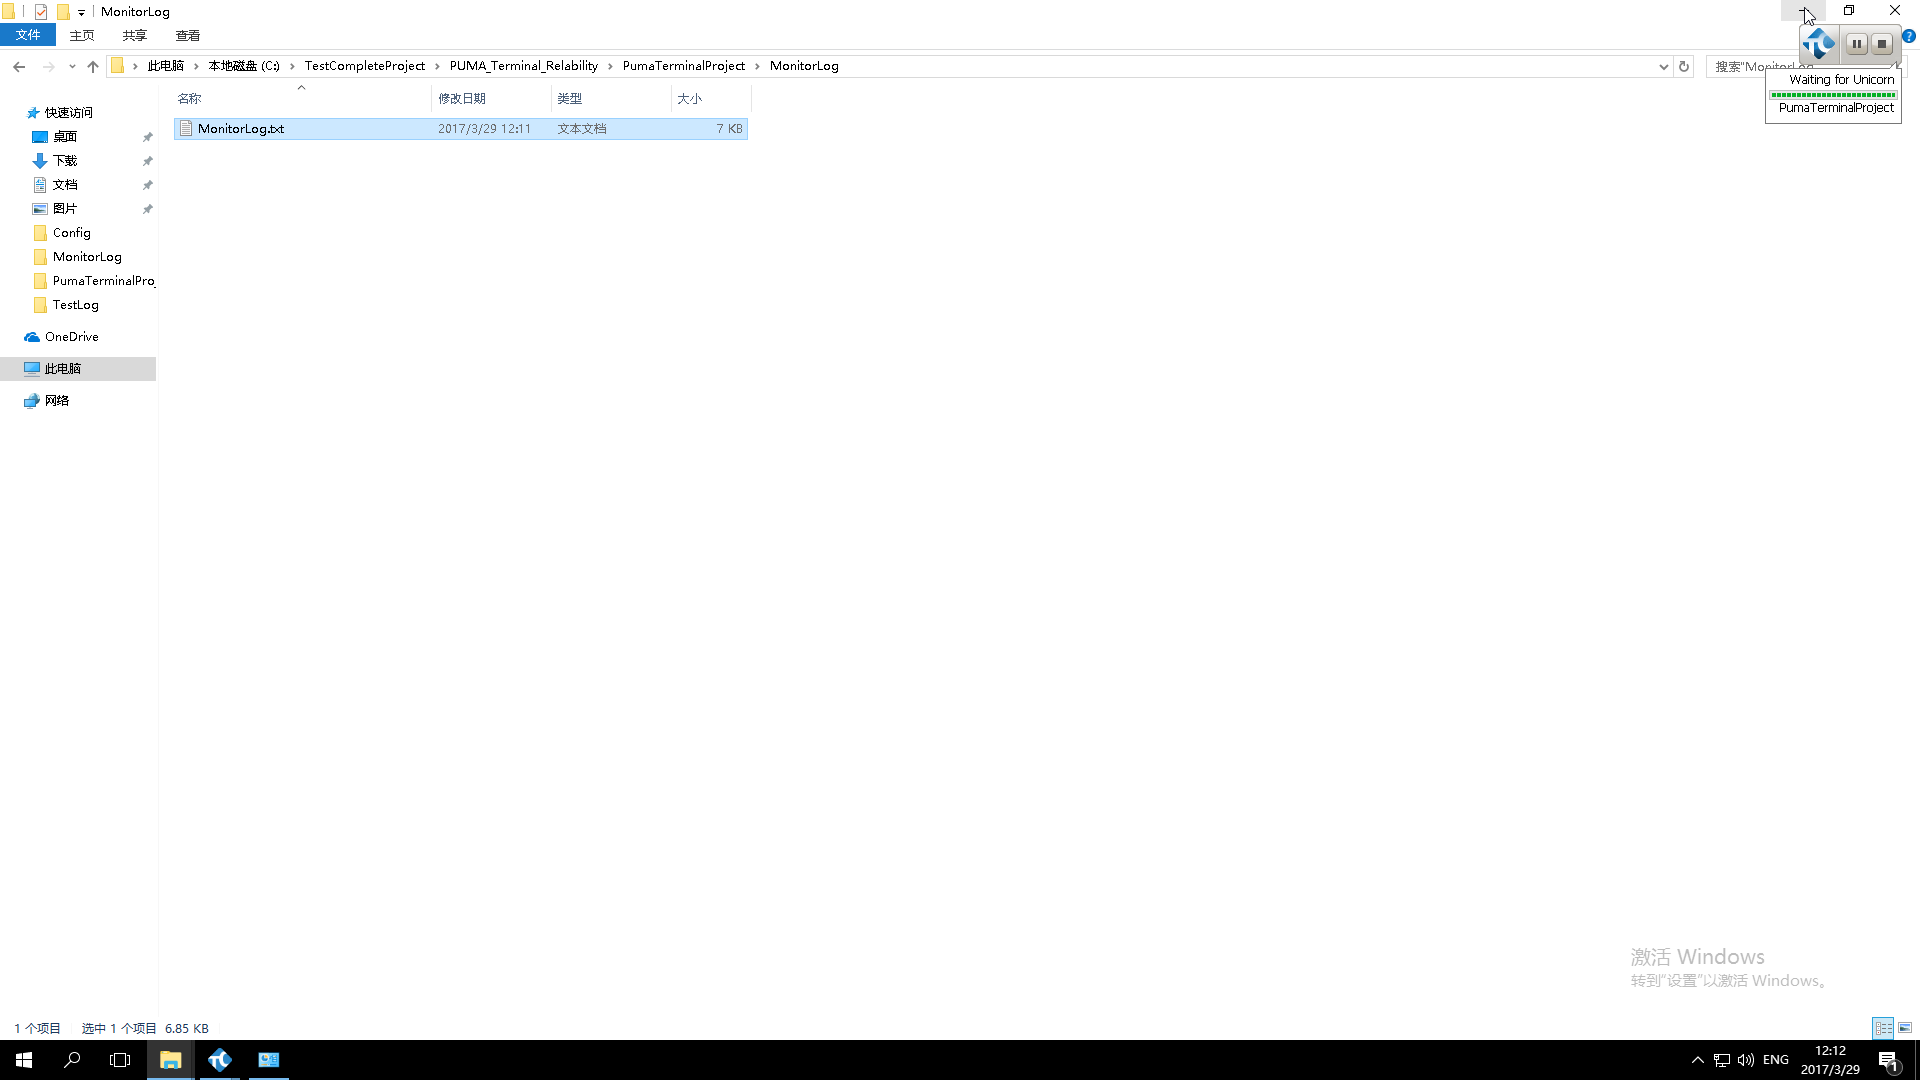 MonitorLog
文件 主页 共享 查看
此电脑 本地磁盘 (C:) TestCompleteProject PUMA_Terminal_Relability PumaTerminalProject MonitorLog
Waiting for Unicorn
PumaTerminalProject
名称 修改日期 类型 大小
MonitorLog.txt 2017/3/29 12:11 文本文档 7 KB
快速访问
桌面
下载
文档
图片
Config
MonitorLog
PumaTerminalPro
TestLog
OneDrive
此电脑
网络
激活 Windows
转到"设置"以激活 Windows。
1 个项目 选中 1 个项目 6.85 KB
ENG
12:12
2017/3/29
1